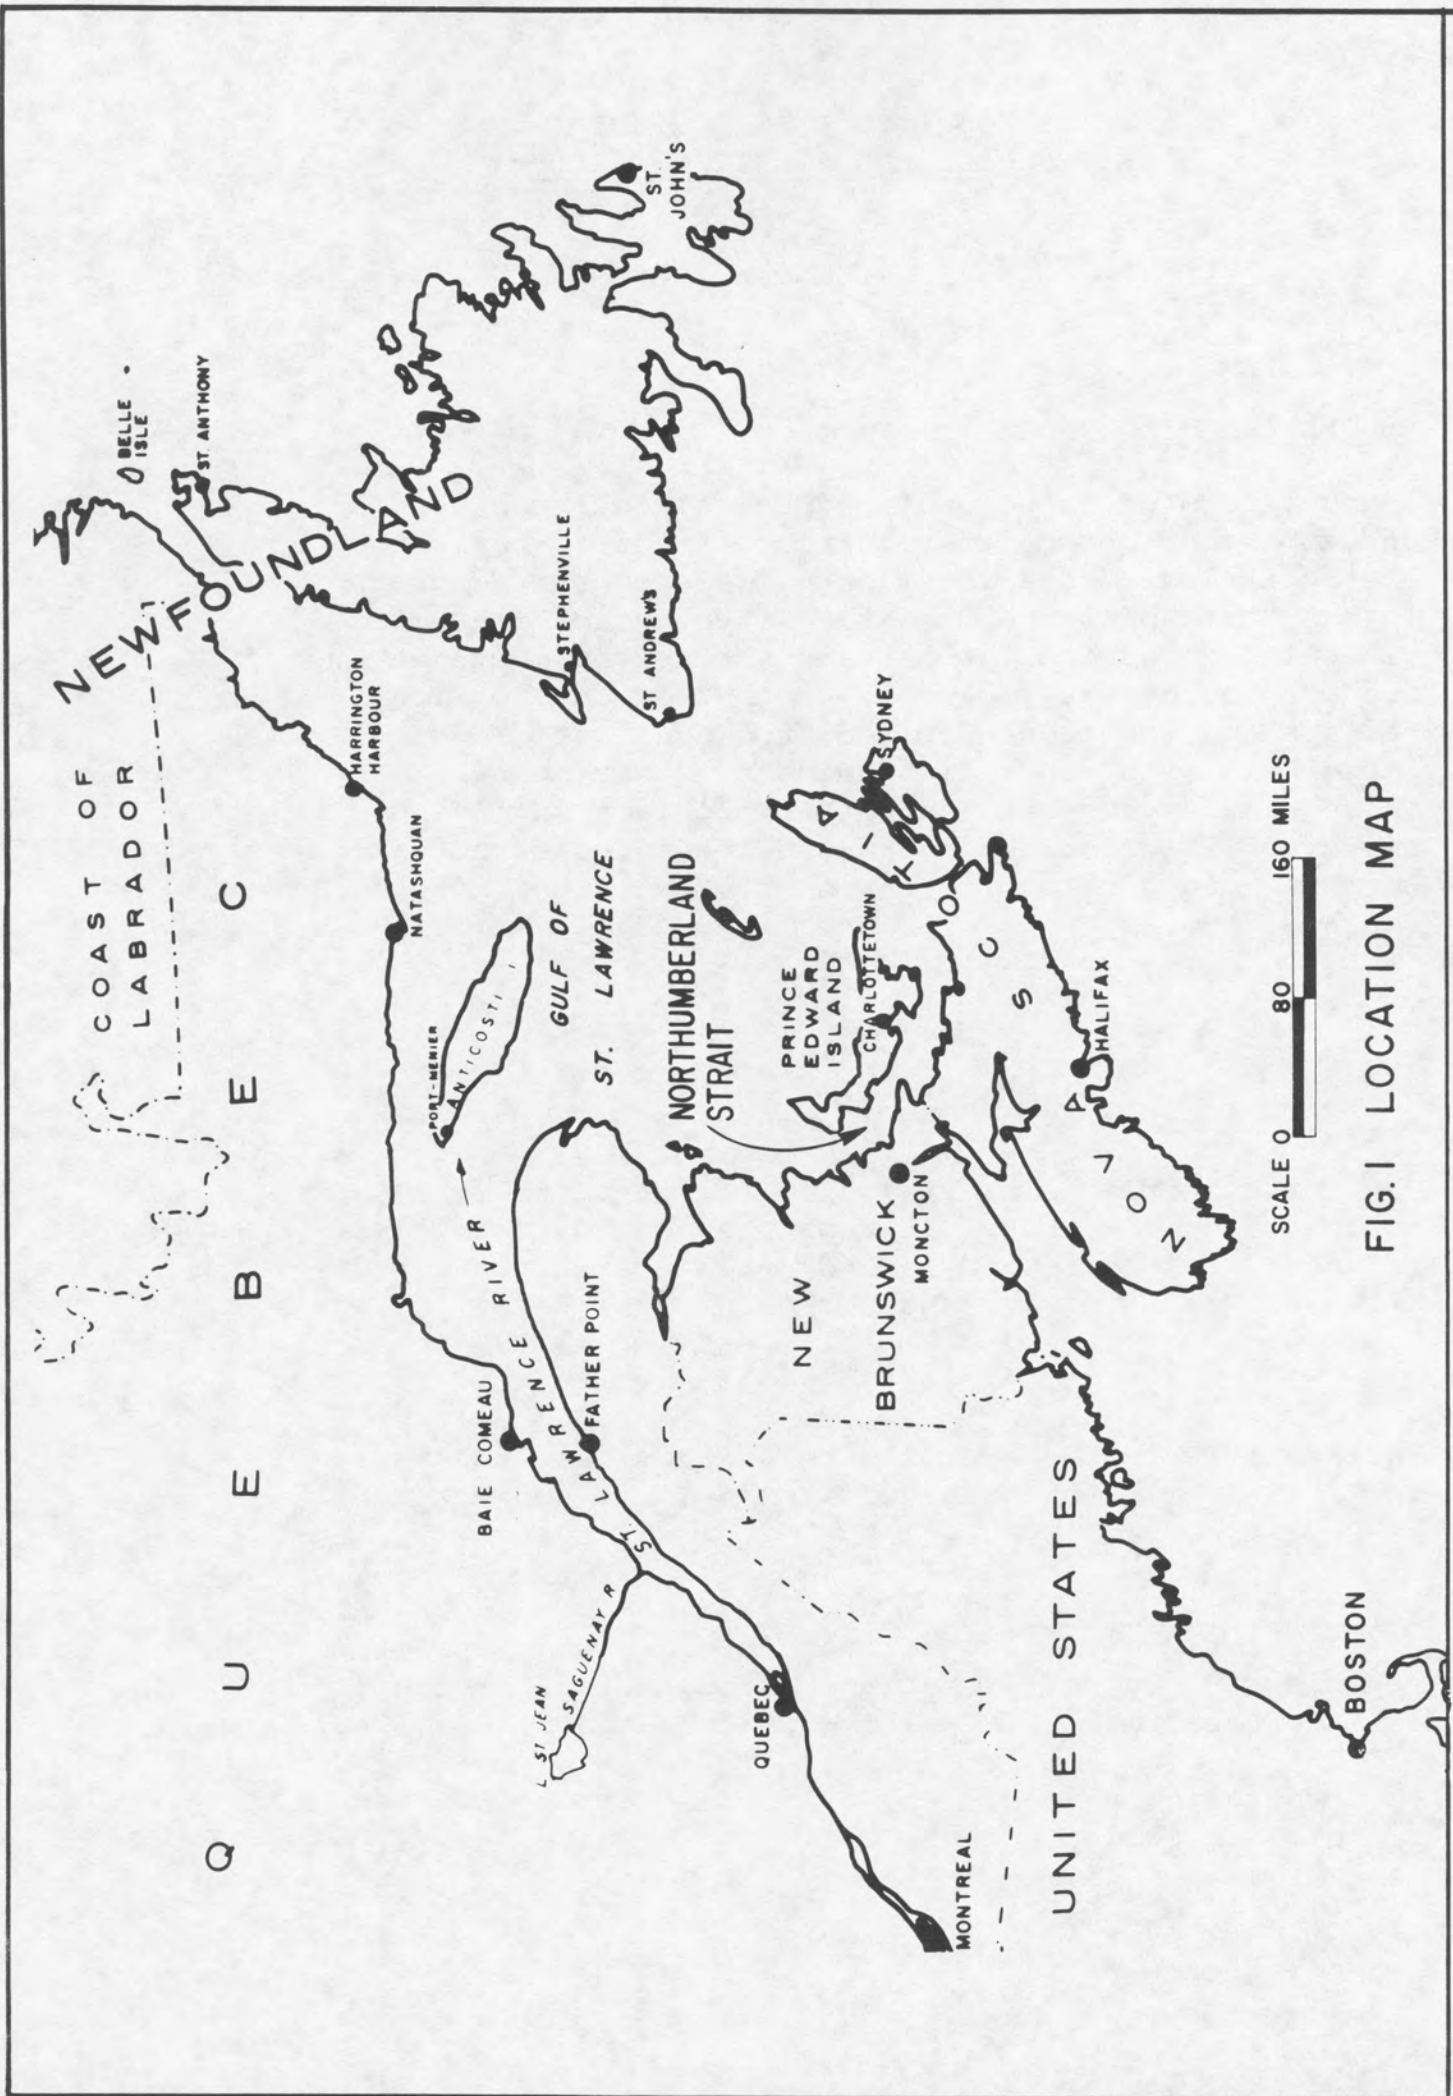 COAST OF
LABRADOR
QUEBEC
NEWFOUNDLAND
BELLE
ISLE
ST. ANTHONY
HARRINGTON
HARBOUR
NATASHQUAN
PORT-MENIER
ANTICOSTI
GULF OF
ST. LAWRENCE
STEPHENVILLE
ST ANDREW'S
ST.
JOHN'S
BAIE COMEAU
ST. LAWRENCE RIVER
FATHER POINT
L ST JEAN
SAGUENAY R
QUEBEC
MONTREAL
NORTHUMBERLAND
STRAIT
PRINCE
EDWARD
ISLAND
CHARLOTTETOWN
SYDNEY
NEW
BRUNSWICK
MONCTON
NOVA SCOTIA
HALIFAX
UNITED STATES
BOSTON
SCALE 0 80 160 MILES
FIG.1 LOCATION MAP